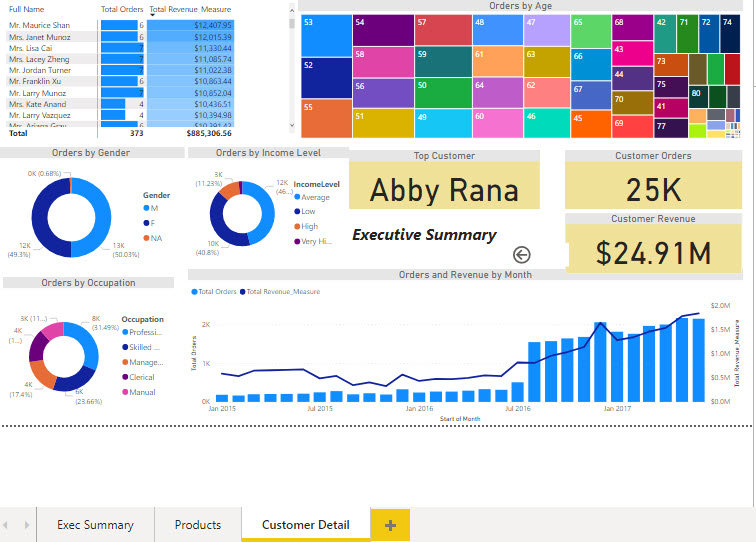 Full Name Total Orders Total Revenue_Measure
Mr. Maurice Shan 6 $12,407.95
Mrs. Janet Munoz 6 $12,015.39
Mrs. Lisa Cai 7 $11,330.44
Mrs. Lacey Zheng 7 $11,085.74
Mr. Jordan Turner 7 $11,022.38
Mr. Franklin Xu 6 $10,863.44
Mr. Larry Munoz 7 $10,852.04
Mrs. Kate Anand 4 $10,436.51
Mr. Larry Vazquez 4 $10,394.98
Total 373 $885,306.56
Orders by Age
53 54 57 48 47 65 68 42 71 72 74
52 58 59 61 63 66 43 73
55 56 50 64 62 67 44 75 80
51 49 60 46 45 70 41
69 77
Orders by Gender
0K (0.68%)
12K
(49.3%)
13K
(50.03%)
Gender
M
F
NA
Orders by Income Level
3K
(11.23%)
12K
(46...)
10K
(40.8%)
IncomeLevel
Average
Low
High
Very Hi...
Top Customer
Abby Rana
Customer Orders
25K
Executive Summary
Customer Revenue
$24.91M
Orders by Occupation
3K (11...)
8K
(31.49%)
4K
(1...)
4K
(17.4%)
6K
(23.66%)
Occupation
Professi...
Skilled ...
Manage...
Clerical
Manual
Orders and Revenue by Month
Total Orders Total Revenue_Measure
Total Orders
2K
1K
0K
$2.0M
$1.5M
$1.0M
$0.5M
$0.0M
Total Revenue_Measure
Jan 2015 Jul 2015 Jan 2016 Jul 2016 Jan 2017
Start of Month
Exec Summary Products Customer Detail +